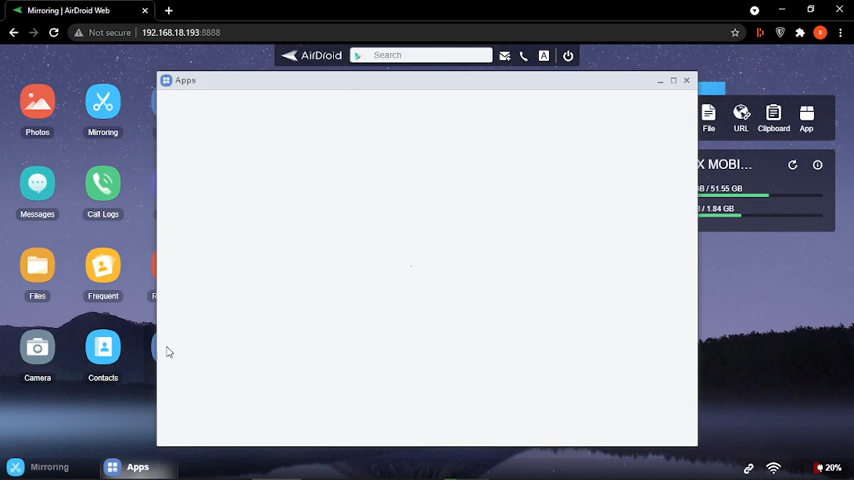 Mirroring | AirDroid Web
Not secure | 192.168.18.193:8888
S
AirDroid
Search
A
Apps
Photos
Mirroring
File
URL
Clipboard
App
X MOBI...
/ 51.55 GB
/ 1.84 GB
Messages
Call Logs
Files
Frequent
Camera
Contacts
Mirroring
Apps
20%